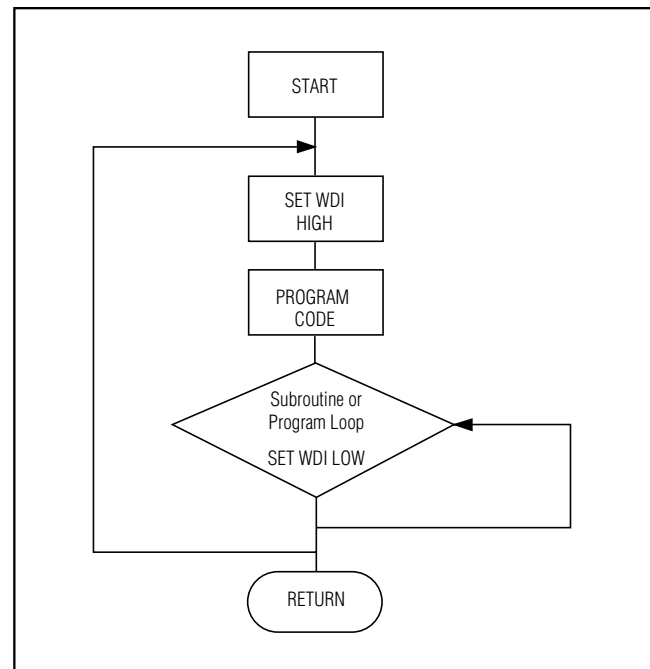 START
SET WDI
HIGH
PROGRAM
CODE
Subroutine or
Program Loop
SET WDI LOW
RETURN